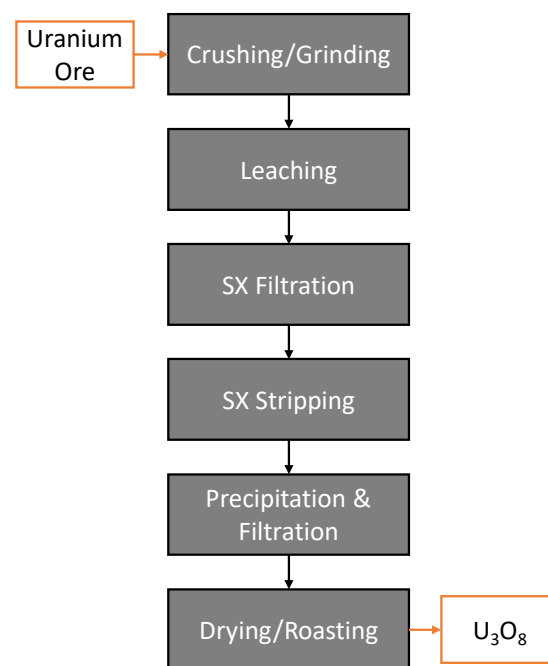 Uranium
Ore
Crushing/Grinding
Leaching
SX Filtration
SX Stripping
Precipitation &
Filtration
Drying/Roasting
U₃O₈